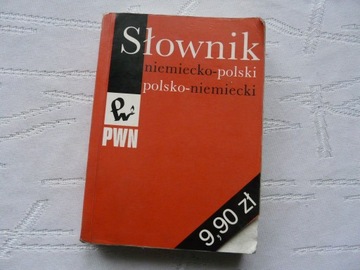 Słownik
niemiecko-polski
polsko-niemiecki
PWN
9,90 zł